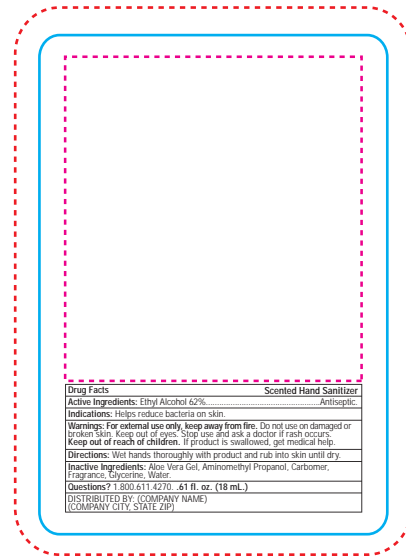 Drug Facts Scented Hand Sanitizer
Active Ingredients: Ethyl Alcohol 62%.......................................................Antiseptic.
Indications: Helps reduce bacteria on skin.
Warnings: For external use only, keep away from fire. Do not use on damaged or
broken skin. Keep out of eyes. Stop use and ask a doctor if rash occurs.
Keep out of reach of children. If product is swallowed, get medical help.
Directions: Wet hands thoroughly with product and rub into skin until dry.
Inactive Ingredients: Aloe Vera Gel, Aminomethyl Propanol, Carbomer,
Fragrance, Glycerine, Water.
Questions? 1.800.611.4270. .61 fl. oz. (18 mL.)
DISTRIBUTED BY: (COMPANY NAME)
(COMPANY CITY, STATE ZIP)